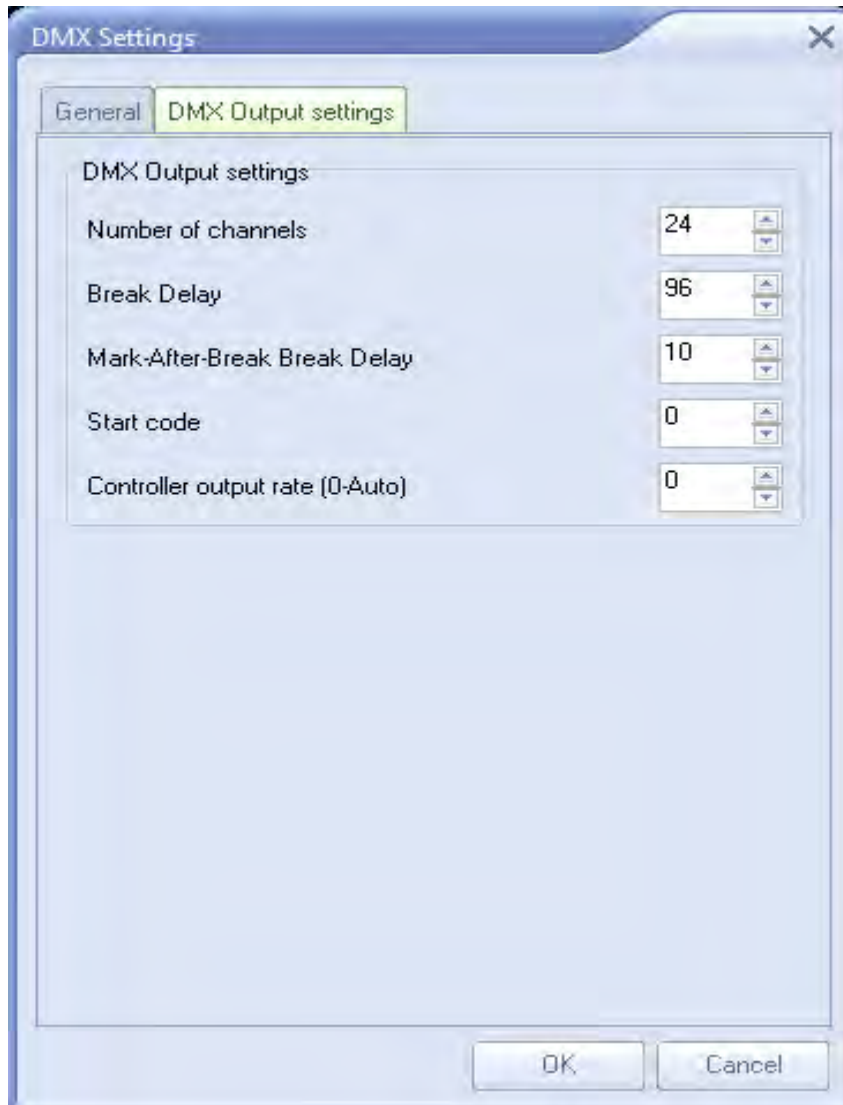 DMX Settings
General DMX Output settings
DMX Output settings
Number of channels 24
Break Delay 96
Mark-After-Break Break Delay 10
Start code 0
Controller output rate (0-Auto) 0
OK Cancel